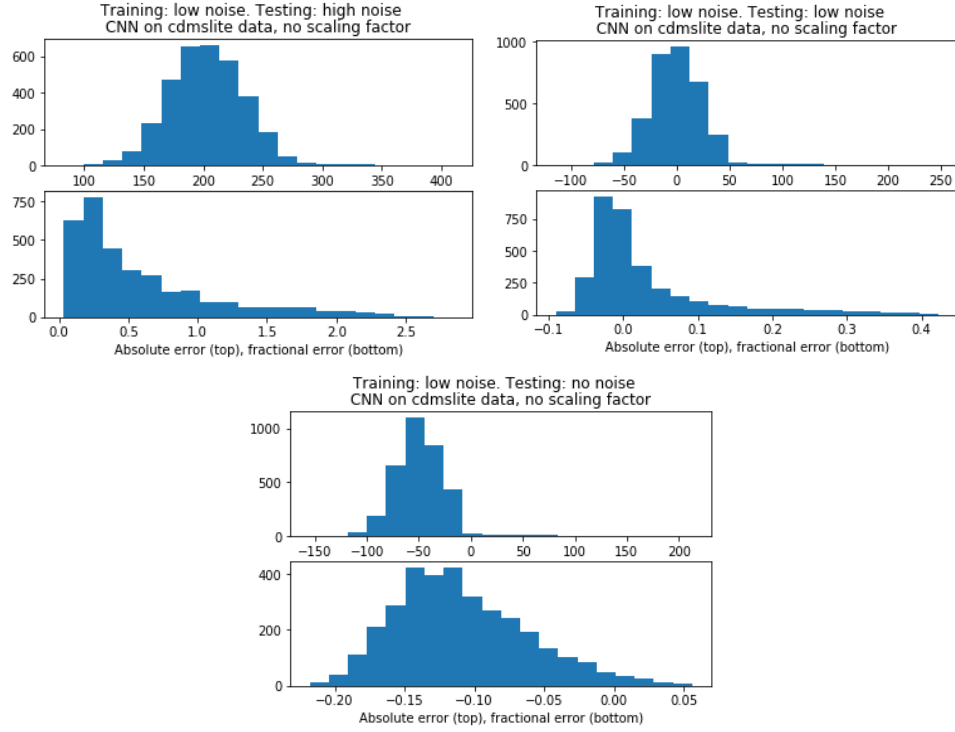 Training: low noise. Testing: high noise
CNN on cdmslite data, no scaling factor
600
400
200
0
100 150 200 250 300 350 400
750
500
250
0
0.0 0.5 1.0 1.5 2.0 2.5
Absolute error (top), fractional error (bottom)
Training: low noise. Testing: low noise
CNN on cdmslite data, no scaling factor
1000
500
0
−100 −50 0 50 100 150 200 250
750
500
250
0
−0.1 0.0 0.1 0.2 0.3 0.4
Absolute error (top), fractional error (bottom)
Training: low noise. Testing: no noise
CNN on cdmslite data, no scaling factor
1000
500
0
−150 −100 −50 0 50 100 150 200
400
200
0
−0.20 −0.15 −0.10 −0.05 0.00 0.05
Absolute error (top), fractional error (bottom)